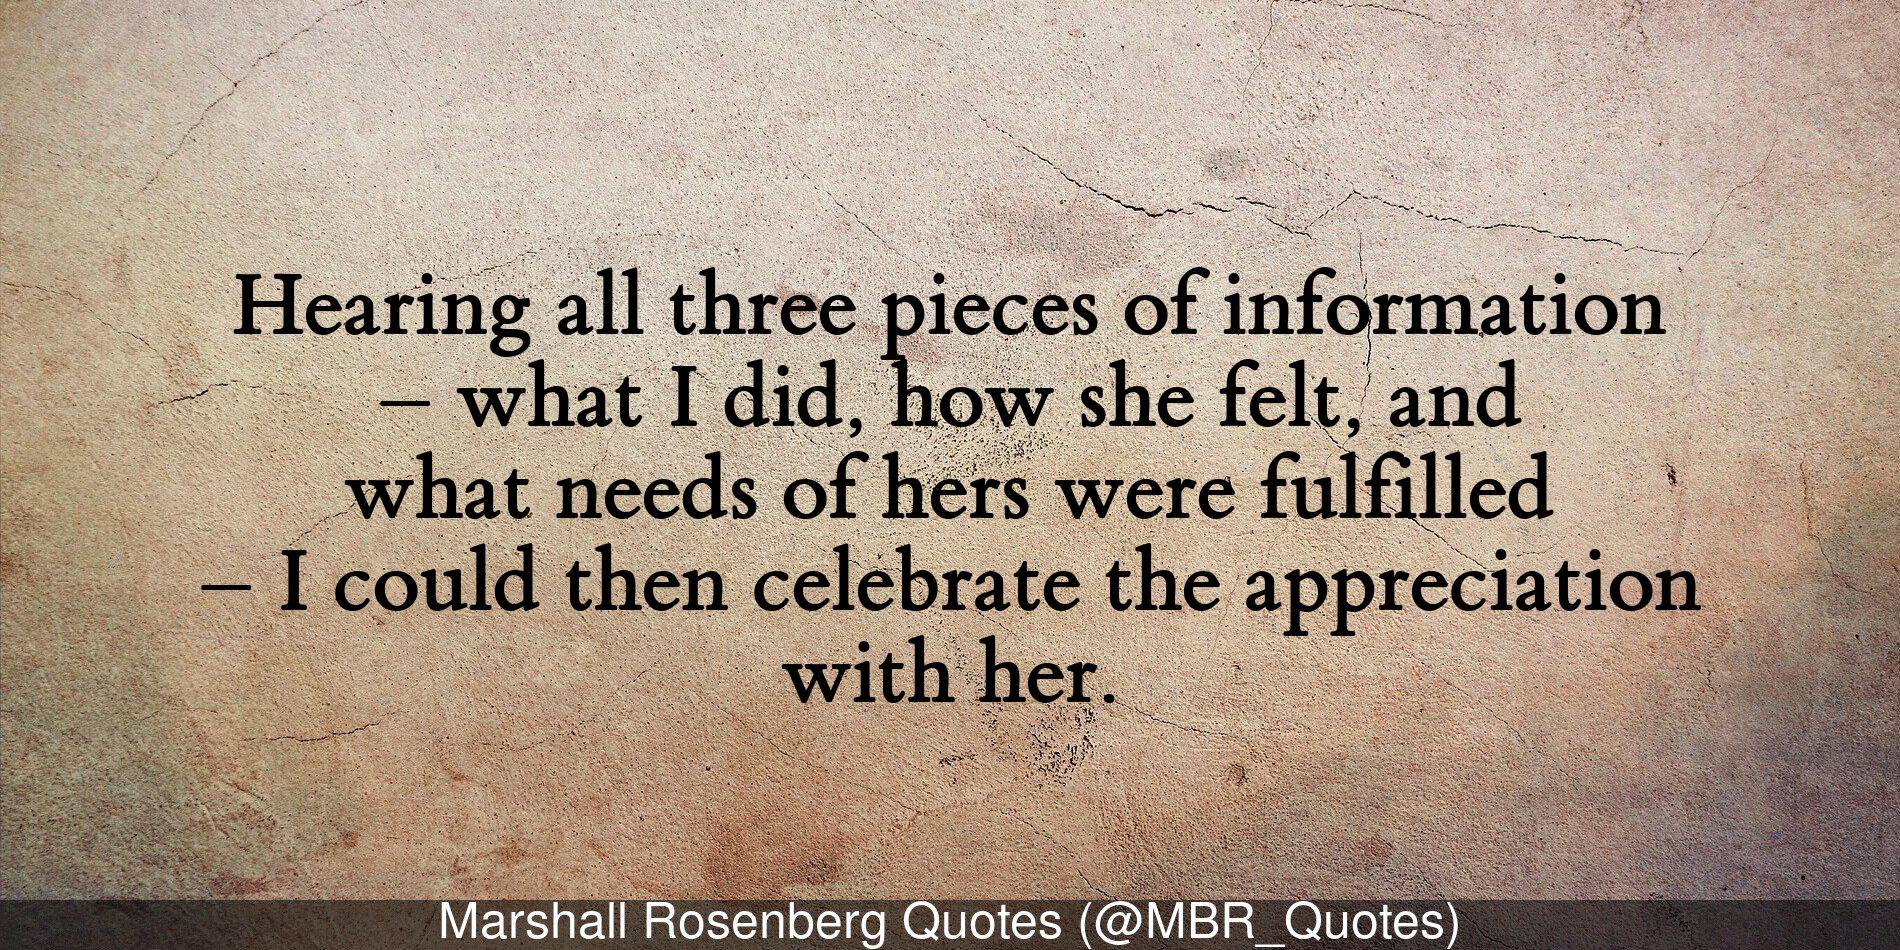 Hearing all three pieces of information
– what I did, how she felt, and
what needs of hers were fulfilled
– I could then celebrate the appreciation
with her.
Marshall Rosenberg Quotes (@MBR_Quotes)